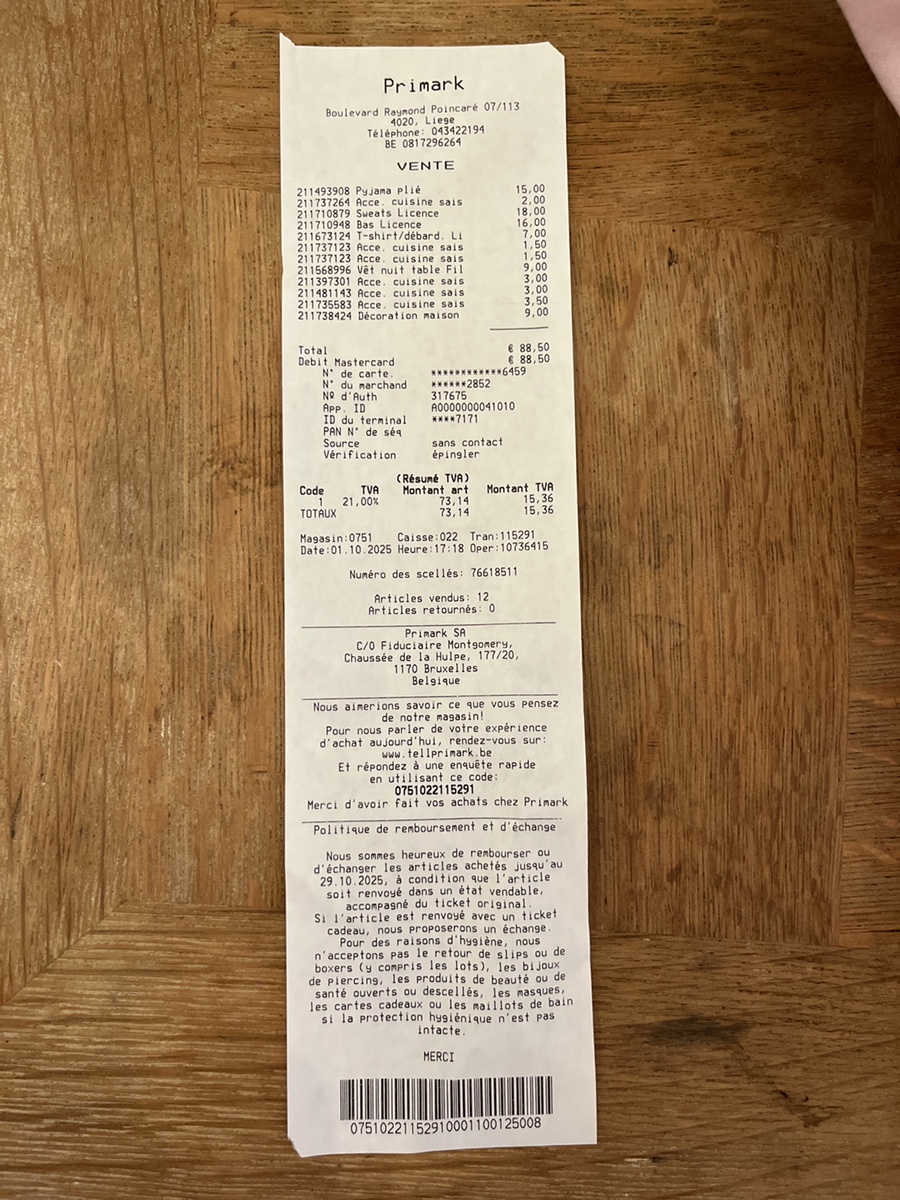 Primark
Boulevard Raymond Poincaré 07/113
4020, Liege
Téléphone: 043422194
BE 0817296264
VENTE
211493908 Pyjama plié 15,00
211737264 Acce. cuisine sais 2,00
211710879 Sweats Licence 18,00
211710948 Bas Licence 16,00
211673124 T-shirt/débard. Li 7,00
211737123 Acce. cuisine sais 1,50
211737123 Acce. cuisine sais 1,50
211568996 Vêt nuit table Fil 9,00
211397301 Acce. cuisine sais 3,00
211481143 Acce. cuisine sais 3,00
211735583 Acce. cuisine sais 3,50
211738424 Décoration maison 9,00
Total € 88,50
Debit Mastercard € 88,50
N° de carte. ************6459
N° du marchand ******2852
Nº d'Auth 317675
App. ID A0000000041010
ID du terminal ****7171
PAN N° de séq
Source sans contact
Vérification épingler
(Résumé TVA)
Code TVA Montant art Montant TVA
1 21,00% 73,14 15,36
TOTAUX 73,14 15,36
Magasin:0751 Caisse:022 Tran:115291
Date:01.10.2025 Heure:17:18 Oper:10736415
Numéro des scellés: 76618511
Articles vendus: 12
Articles retournés: 0
Primark SA
C/O Fiduciaire Montgomery,
Chaussée de la Hulpe, 177/20,
1170 Bruxelles
Belgique
Nous aimerions savoir ce que vous pensez
de notre magasin!
Pour nous parler de votre expérience
d'achat aujourd'hui, rendez-vous sur:
www.tellprimark.be
Et répondez à une enquête rapide
en utilisant ce code:
0751022115291
Merci d'avoir fait vos achats chez Primark
Politique de remboursement et d'échange
Nous sommes heureux de rembourser ou
d'échanger les articles achetés jusqu'au
29.10.2025, à condition que l'article
soit renvoyé dans un état vendable,
accompagné du ticket original.
Si l'article est renvoyé avec un ticket
cadeau, nous proposerons un échange.
Pour des raisons d'hygiène, nous
n'acceptons pas le retour de slips ou de
boxers (y compris les lots), les bijoux
de piercing, les produits de beauté ou de
santé ouverts ou descellés, les masques,
les cartes cadeaux ou les maillots de bain
si la protection hygiénique n'est pas
intacte.
MERCI
07510221152910001100125008